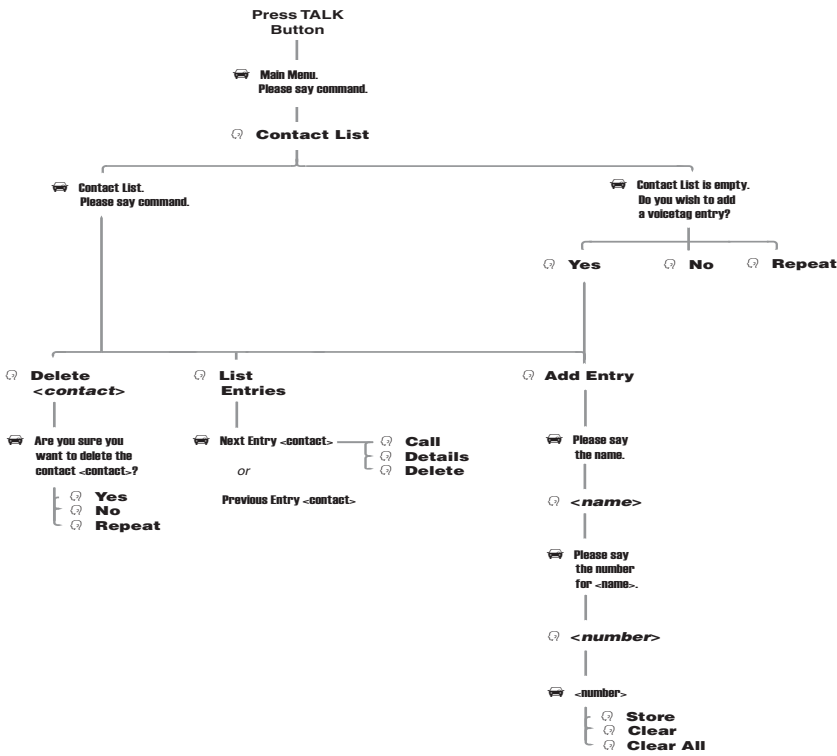 Press TALK
Button
Main Menu.
Please say command.
Contact List
Contact List.
Please say command.
Contact List is empty.
Do you wish to add
a voicetag entry?
Yes
No
Repeat
Delete
<contact>
List
Entries
Add Entry
Are you sure you
want to delete the
contact <contact>?
Yes
No
Repeat
Next Entry <contact>
or
Previous Entry <contact>
Call
Details
Delete
Please say
the name.
<name>
Please say
the number
for <name>.
<number>
<number>
Store
Clear
Clear All